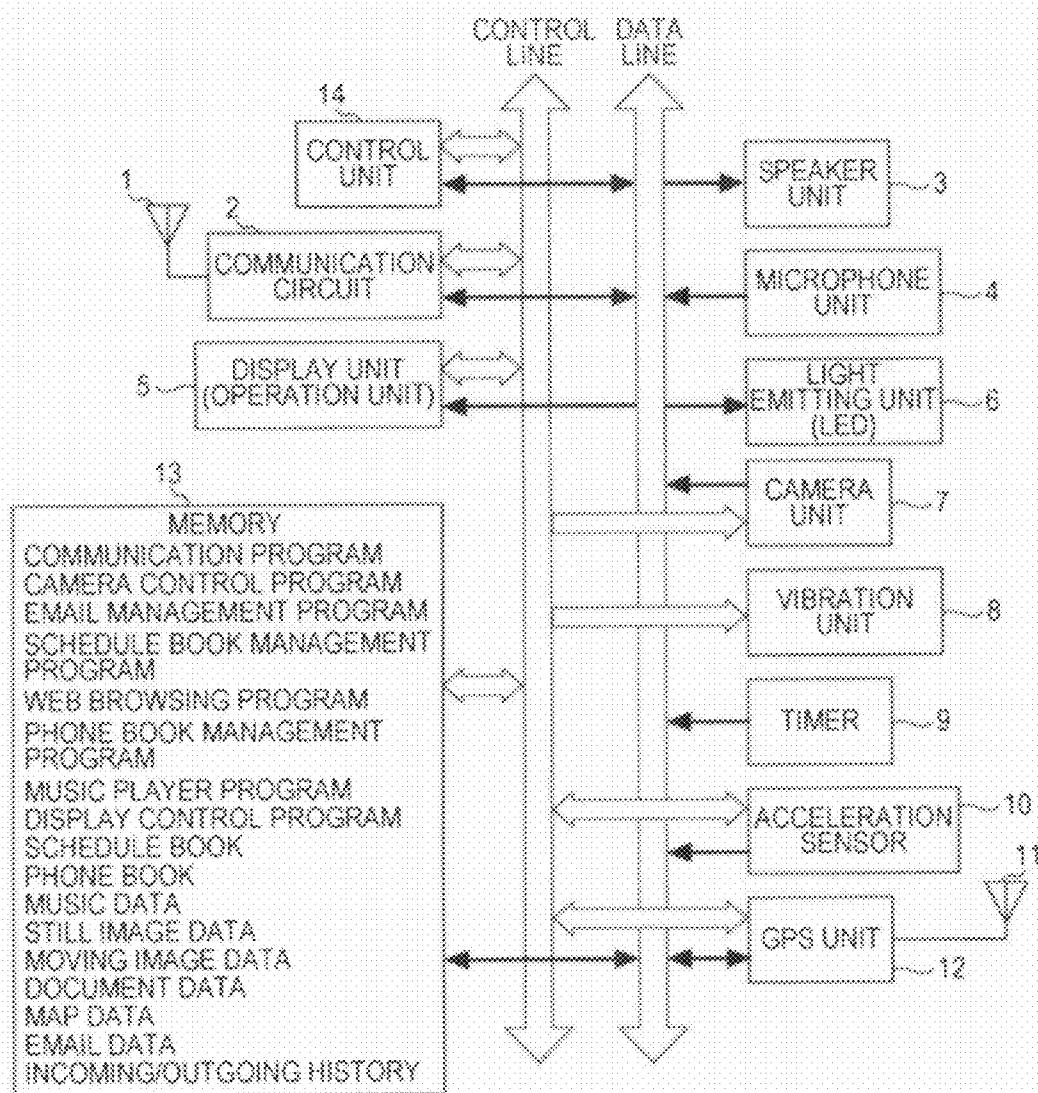 CONTROL
LINE
DATA
LINE
14
CONTROL
UNIT
SPEAKER
UNIT
3
1
2
COMMUNICATION
CIRCUIT
MICROPHONE
UNIT
4
5
DISPLAY UNIT
(OPERATION UNIT)
LIGHT
EMITTING UNIT
(LED)
6
CAMERA
UNIT
7
13
MEMORY
COMMUNICATION PROGRAM
CAMERA CONTROL PROGRAM
EMAIL MANAGEMENT PROGRAM
SCHEDULE BOOK MANAGEMENT
PROGRAM
WEB BROWSING PROGRAM
PHONE BOOK MANAGEMENT
PROGRAM
MUSIC PLAYER PROGRAM
DISPLAY CONTROL PROGRAM
SCHEDULE BOOK
PHONE BOOK
MUSIC DATA
STILL IMAGE DATA
MOVING IMAGE DATA
DOCUMENT DATA
MAP DATA
EMAIL DATA
INCOMING/OUTGOING HISTORY
VIBRATION
UNIT
8
TIMER
9
ACCELERATION
SENSOR
10
11
GPS UNIT
12